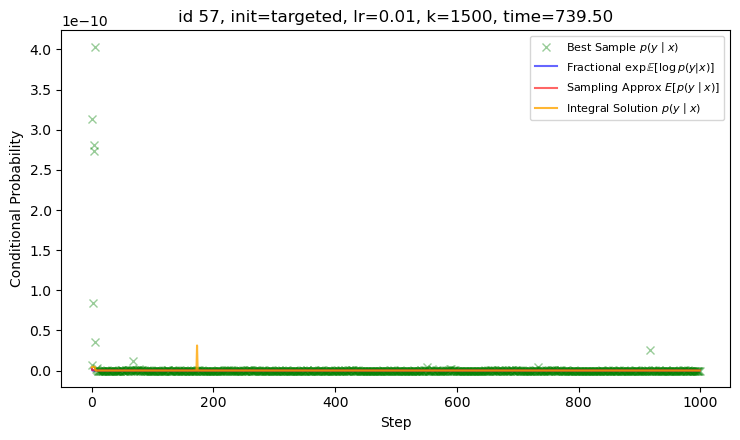 id 57, init=targeted, lr=0.01, k=1500, time=739.50
1e−10
4.0
3.5
3.0
2.5
2.0
1.5
1.0
0.5
0.0
Conditional Probability
Best Sample p(y | x)
Fractional exp𝔼[log p(y|x)]
Sampling Approx E[p(y | x)]
Integral Solution p(y | x)
0 200 400 600 800 1000
Step